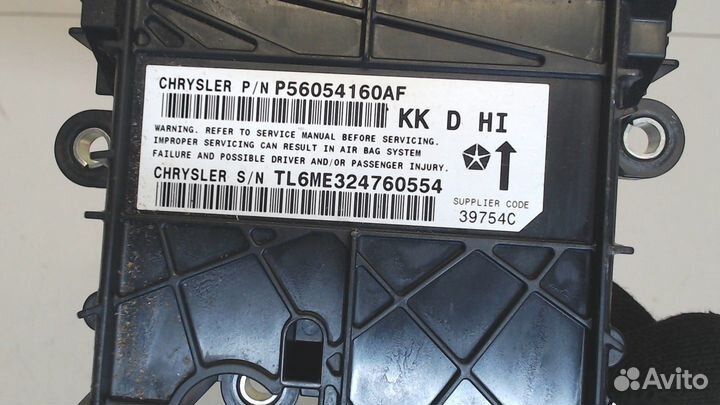 CHRYSLER P/N P56054160AF
KK D HI
WARNING. REFER TO SERVICE MANUAL BEFORE SERVICING.
IMPROPER SERVICING CAN RESULT IN AIR BAG SYSTEM
FAILURE AND POSSIBLE DRIVER AND/OR PASSENGER INJURY.
CHRYSLER S/N TL6ME324760554
SUPPLIER CODE
39754C
Avito